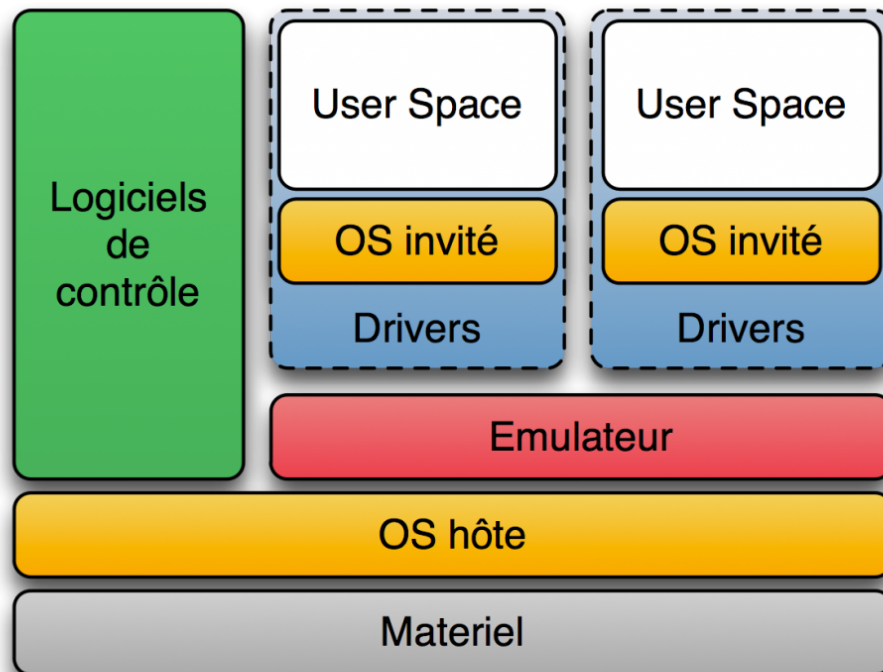 Logiciels
de
contrôle
User Space
OS invité
Drivers
User Space
OS invité
Drivers
Emulateur
OS hôte
Materiel